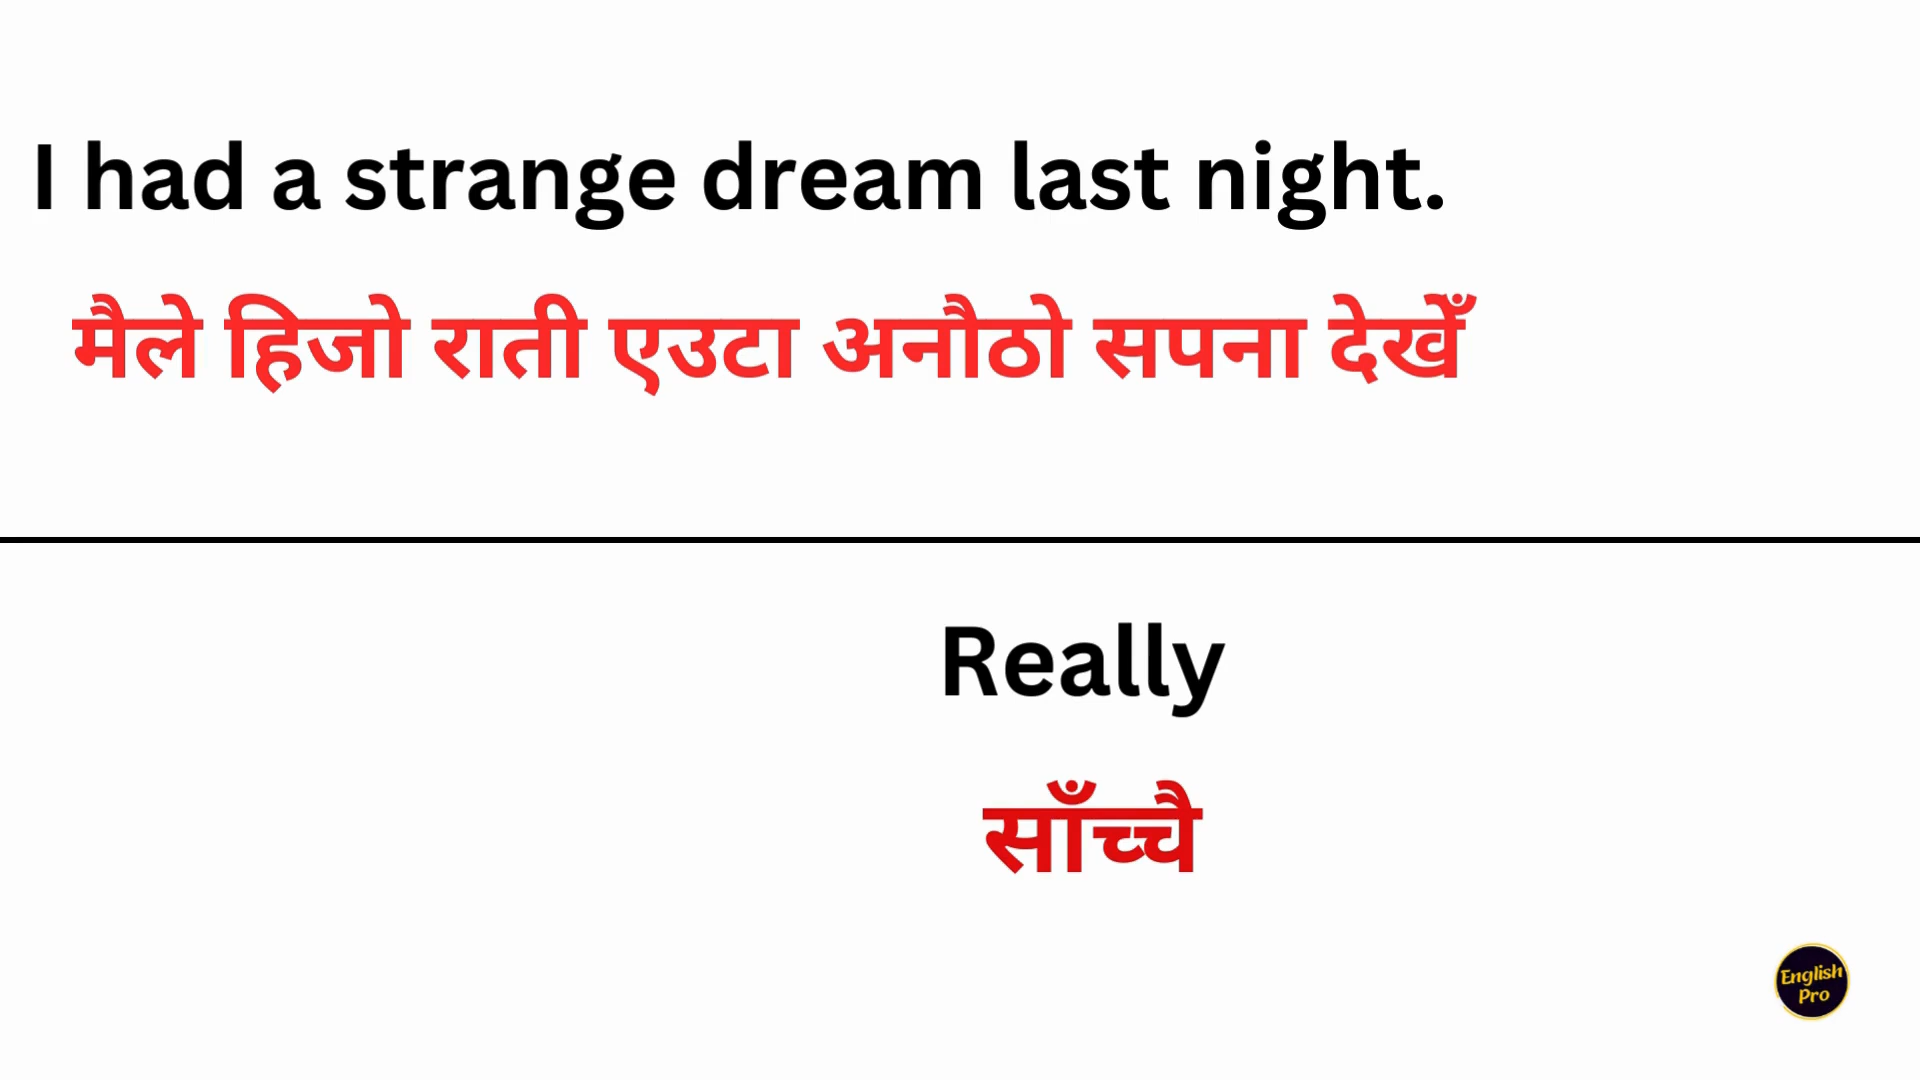 I had a strange dream last night.
मैले हिजो राती एउटा अनौठो सपना देखेँ
Really
साँच्चै
English
Pro